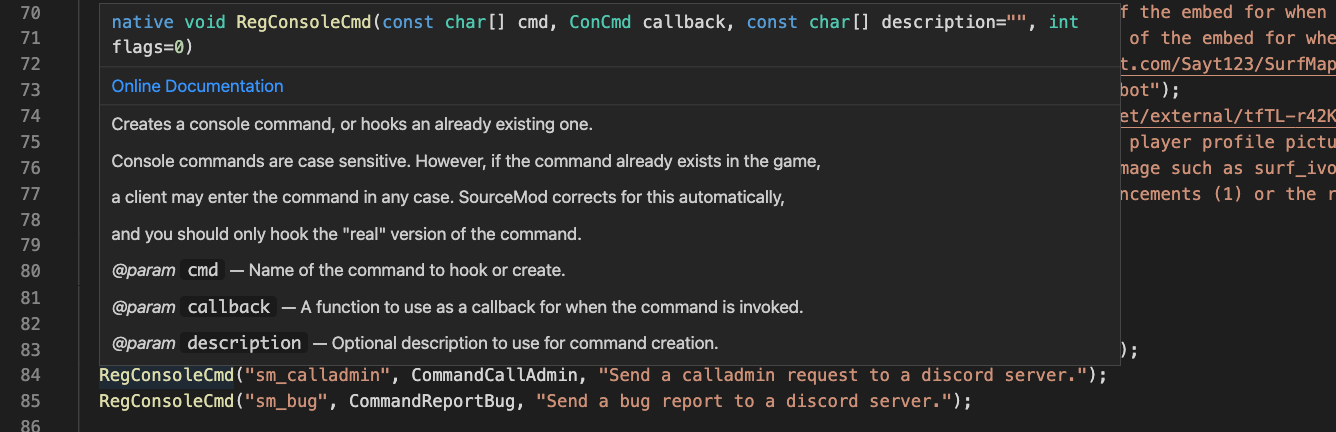 70
native void RegConsoleCmd(const char[] cmd, ConCmd callback, const char[] description="", int
f the embed for when
71
flags=0)
of the embed for whe
72
t.com/Sayt123/SurfMap
73
Online Documentation
bot");
74
et/external/tfTL-r42K
Creates a console command, or hooks an already existing one.
75
player profile pictu
76
Console commands are case sensitive. However, if the command already exists in the game,
mage such as surf_ivo
77
a client may enter the command in any case. SourceMod corrects for this automatically,
ncements (1) or the r
78
79
and you should only hook the "real" version of the command.
80
@param cmd — Name of the command to hook or create.
81
@param callback — A function to use as a callback for when the command is invoked.
82
83
@param description — Optional description to use for command creation.
);
84 RegConsoleCmd("sm_calladmin", CommandCallAdmin, "Send a calladmin request to a discord server.");
85 RegConsoleCmd("sm_bug", CommandReportBug, "Send a bug report to a discord server.");
86